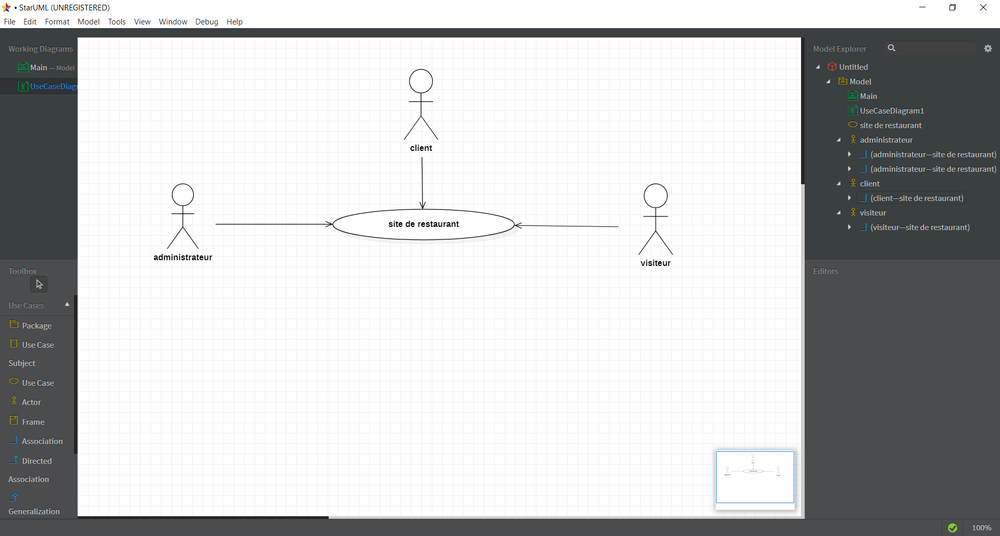 • StarUML (UNREGISTERED)
File Edit Format Model Tools View Window Debug Help
Working Diagrams
Main — Model
UseCaseDiagr
Toolbox
Use Cases
Package
Use Case
Subject
Use Case
Actor
Frame
Association
Directed
Association
Generalization
client
administrateur
site de restaurant
visiteur
Model Explorer
Untitled
Model
Main
UseCaseDiagram1
site de restaurant
administrateur
(administrateur—site de restaurant)
(administrateur—site de restaurant)
client
(client—site de restaurant)
visiteur
(visiteur—site de restaurant)
Editors
100%